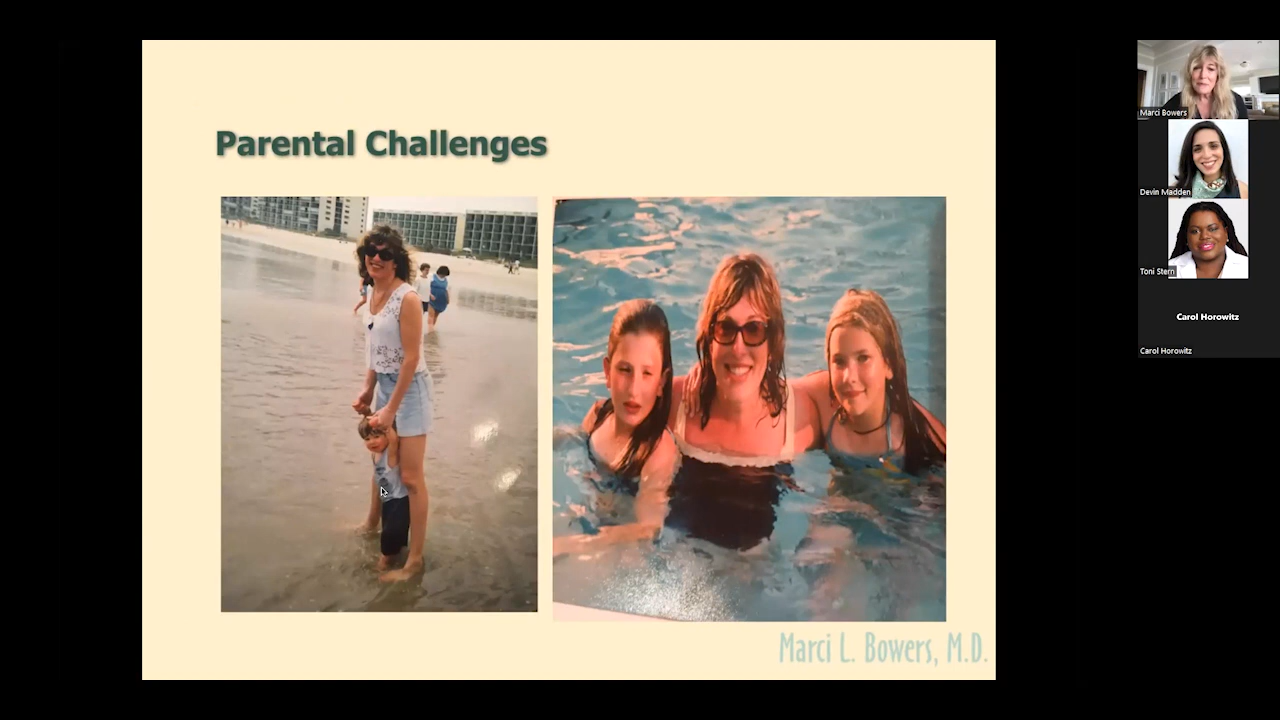 Parental Challenges
Marci L. Bowers, M.D.
Marci Bowers
Devin Madden
Toni Stern
Carol Horowitz
Carol Horowitz